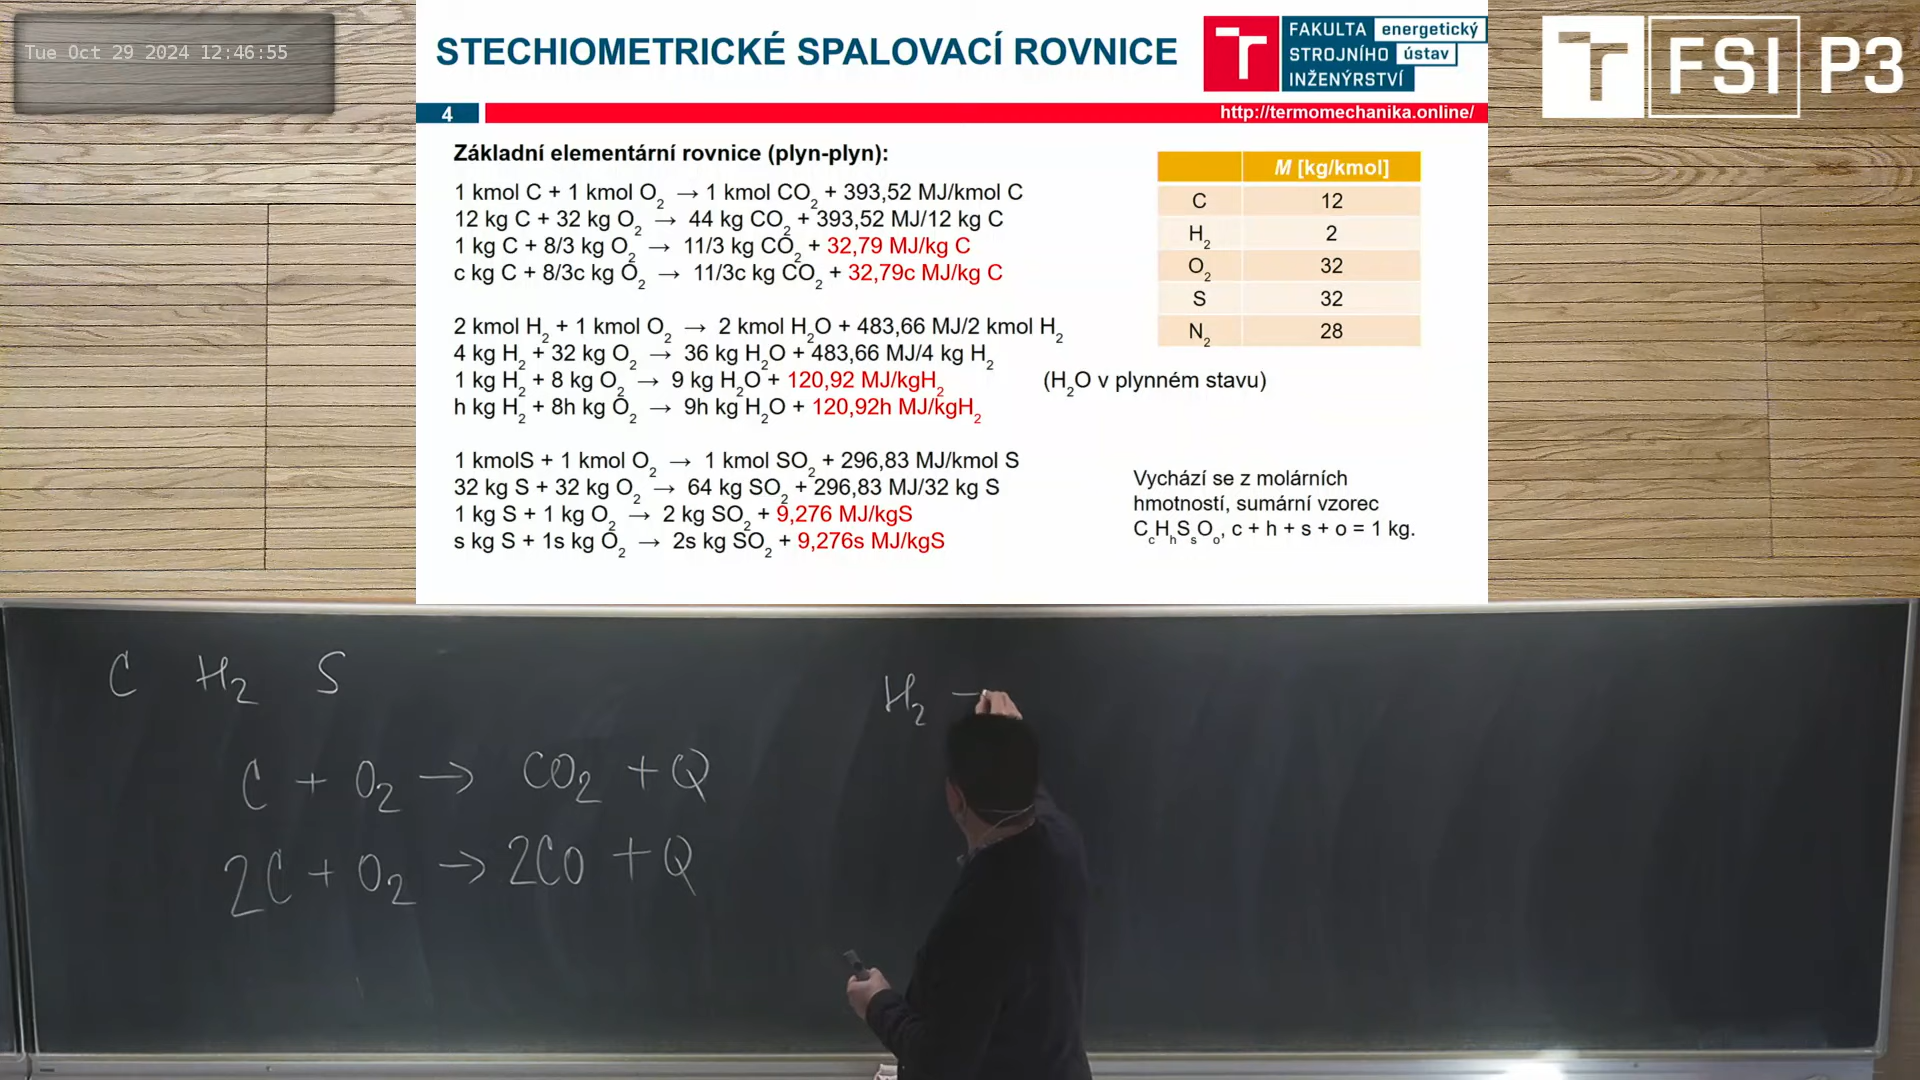 Tue Oct 29 2024 12:46:55
STECHIOMETRICKÉ SPALOVACÍ ROVNICE
T FAKULTA energetický
STROJNÍHO ústav
INŽENÝRSTVÍ
T FSI P3
4
http://termomechanika.online/
Základní elementární rovnice (plyn-plyn):
1 kmol C + 1 kmol O₂ → 1 kmol CO₂ + 393,52 MJ/kmol C
12 kg C + 32 kg O₂ → 44 kg CO₂ + 393,52 MJ/12 kg C
1 kg C + 8/3 kg O₂ → 11/3 kg CO₂ + 32,79 MJ/kg C
c kg C + 8/3c kg O₂ → 11/3c kg CO₂ + 32,79c MJ/kg C
2 kmol H₂ + 1 kmol O₂ → 2 kmol H₂O + 483,66 MJ/2 kmol H₂
4 kg H₂ + 32 kg O₂ → 36 kg H₂O + 483,66 MJ/4 kg H₂
1 kg H₂ + 8 kg O₂ → 9 kg H₂O + 120,92 MJ/kgH₂ (H₂O v plynném stavu)
h kg H₂ + 8h kg O₂ → 9h kg H₂O + 120,92h MJ/kgH₂
1 kmolS + 1 kmol O₂ → 1 kmol SO₂ + 296,83 MJ/kmol S
32 kg S + 32 kg O₂ → 64 kg SO₂ + 296,83 MJ/32 kg S
1 kg S + 1 kg O₂ → 2 kg SO₂ + 9,276 MJ/kgS
s kg S + 1s kg O₂ → 2s kg SO₂ + 9,276s MJ/kgS
M [kg/kmol]
C 12
H₂ 2
O₂ 32
S 32
N₂ 28
Vychází se z molárních
hmotností, sumární vzorec
CcHhSsOo, c + h + s + o = 1 kg.
C H₂ S
C + O₂ → CO₂ + Q
2C + O₂ → 2CO + Q
H₂ -